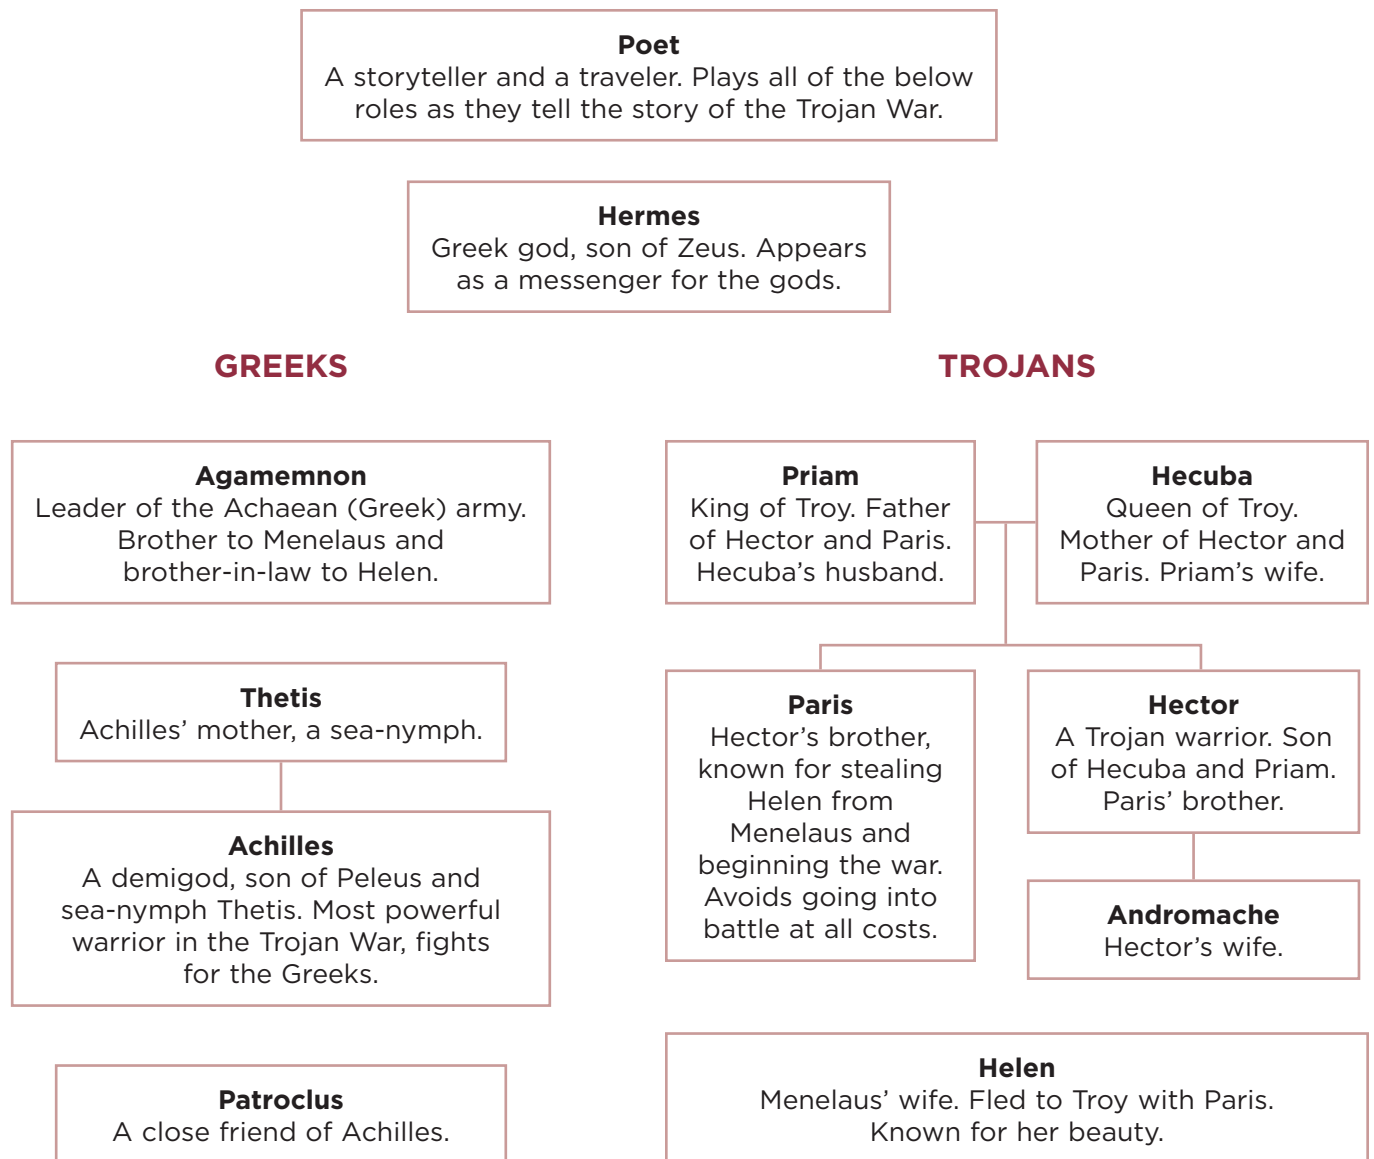 Poet
A storyteller and a traveler. Plays all of the below
roles as they tell the story of the Trojan War.
Hermes
Greek god, son of Zeus. Appears
as a messenger for the gods.
GREEKS
Agamemnon
Leader of the Achaean (Greek) army.
Brother to Menelaus and
brother-in-law to Helen.
Thetis
Achilles’ mother, a sea-nymph.
Achilles
A demigod, son of Peleus and
sea-nymph Thetis. Most powerful
warrior in the Trojan War, fights
for the Greeks.
Patroclus
A close friend of Achilles.
TROJANS
Priam
King of Troy. Father
of Hector and Paris.
Hecuba’s husband.
Hecuba
Queen of Troy.
Mother of Hector and
Paris. Priam’s wife.
Paris
Hector’s brother,
known for stealing
Helen from
Menelaus and
beginning the war.
Avoids going into
battle at all costs.
Hector
A Trojan warrior. Son
of Hecuba and Priam.
Paris’ brother.
Andromache
Hector’s wife.
Helen
Menelaus’ wife. Fled to Troy with Paris.
Known for her beauty.